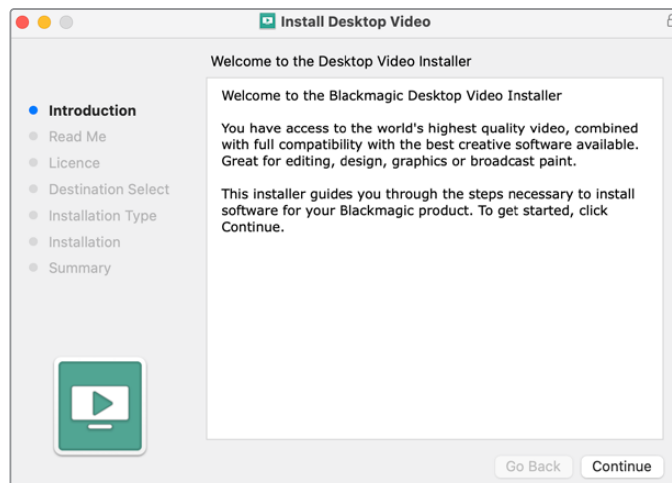 Install Desktop Video
Welcome to the Desktop Video Installer
Introduction
Read Me
Licence
Destination Select
Installation Type
Installation
Summary
Welcome to the Blackmagic Desktop Video Installer
You have access to the world's highest quality video, combined
with full compatibility with the best creative software available.
Great for editing, design, graphics or broadcast paint.
This installer guides you through the steps necessary to install
software for your Blackmagic product. To get started, click
Continue.
Go Back
Continue